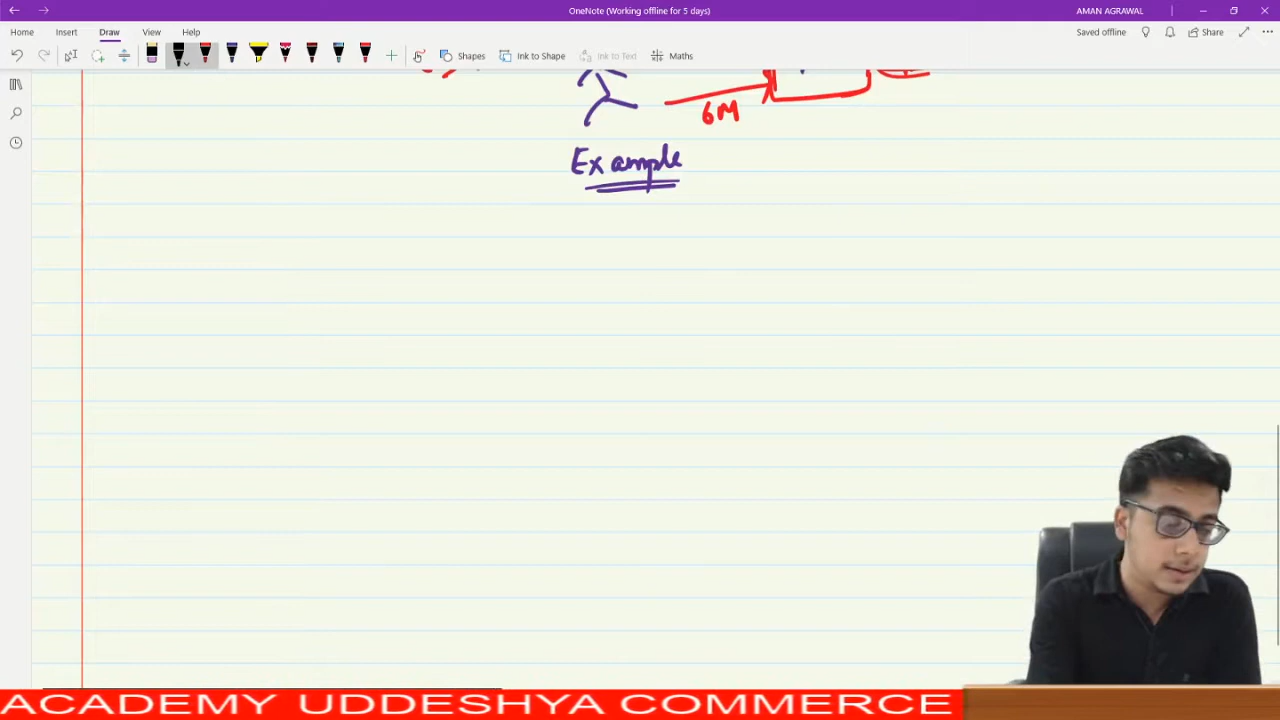 OneNote (Working offline for 5 days)
AMAN AGRAWAL
Home Insert Draw View Help
Saved offline Share
Shapes Ink to Shape Ink to Text Maths
6M
Example
ACADEMY UDDESHYA COMMERCE